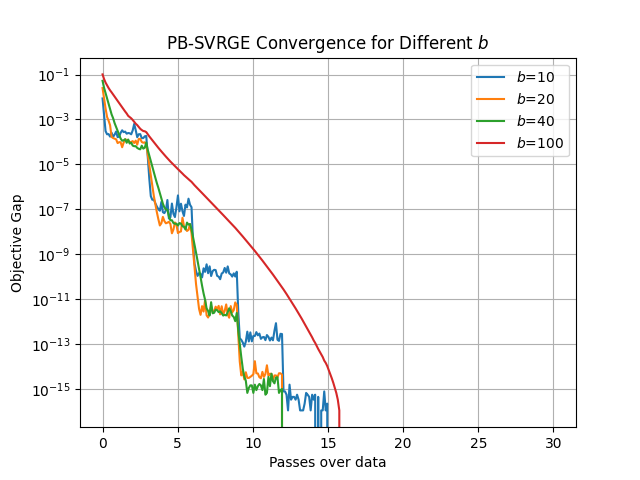 PB-SVRGE Convergence for Different b
10⁻¹
10⁻³
10⁻⁵
10⁻⁷
10⁻⁹
10⁻¹¹
10⁻¹³
10⁻¹⁵
Objective Gap
b=10
b=20
b=40
b=100
0 5 10 15 20 25 30
Passes over data